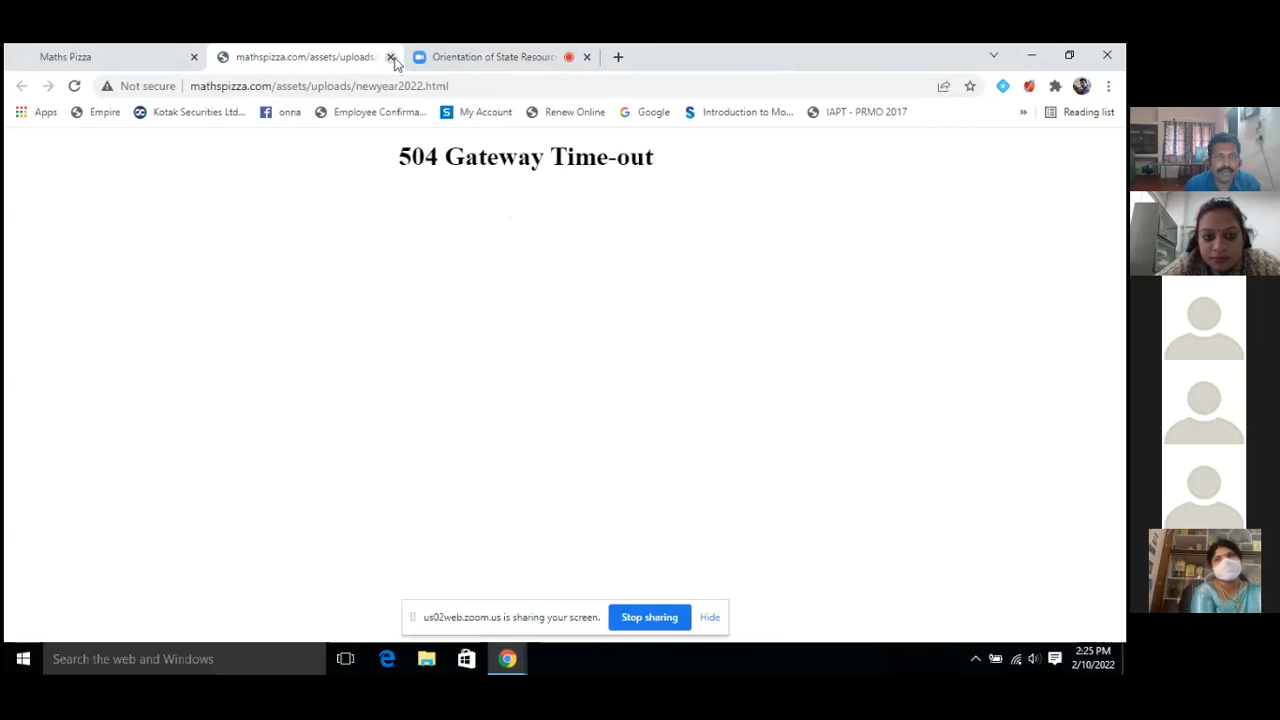 Maths Pizza
mathspizza.com/assets/uploads/
Orientation of State Resourc
Not secure
mathspizza.com/assets/uploads/newyear2022.html
Apps
Empire
Kotak Securities Ltd...
onna
Employee Confirma...
My Account
Renew Online
Google
Introduction to Mo...
IAPT - PRMO 2017
»
Reading list
504 Gateway Time-out
us02web.zoom.us is sharing your screen.
Stop sharing
Hide
Search the web and Windows
2:25 PM
2/10/2022